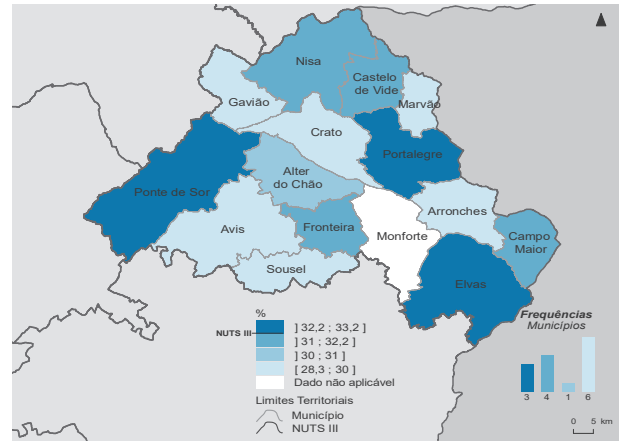 Nisa
Castelo
de Vide
Gavião
Marvão
Crato
Portalegre
Alter
do Chão
Ponte de Sor
Arronches
Avis
Fronteira
Monforte
Campo
Maior
Sousel
Elvas
%
NUTS III
] 32,2 ; 33,2 ]
] 31 ; 32,2 ]
] 30 ; 31 ]
[ 28,3 ; 30 ]
Dado não aplicável
Limites Territoriais
Município
NUTS III
Frequências
Municípios
3 4 1 6
0 5 km